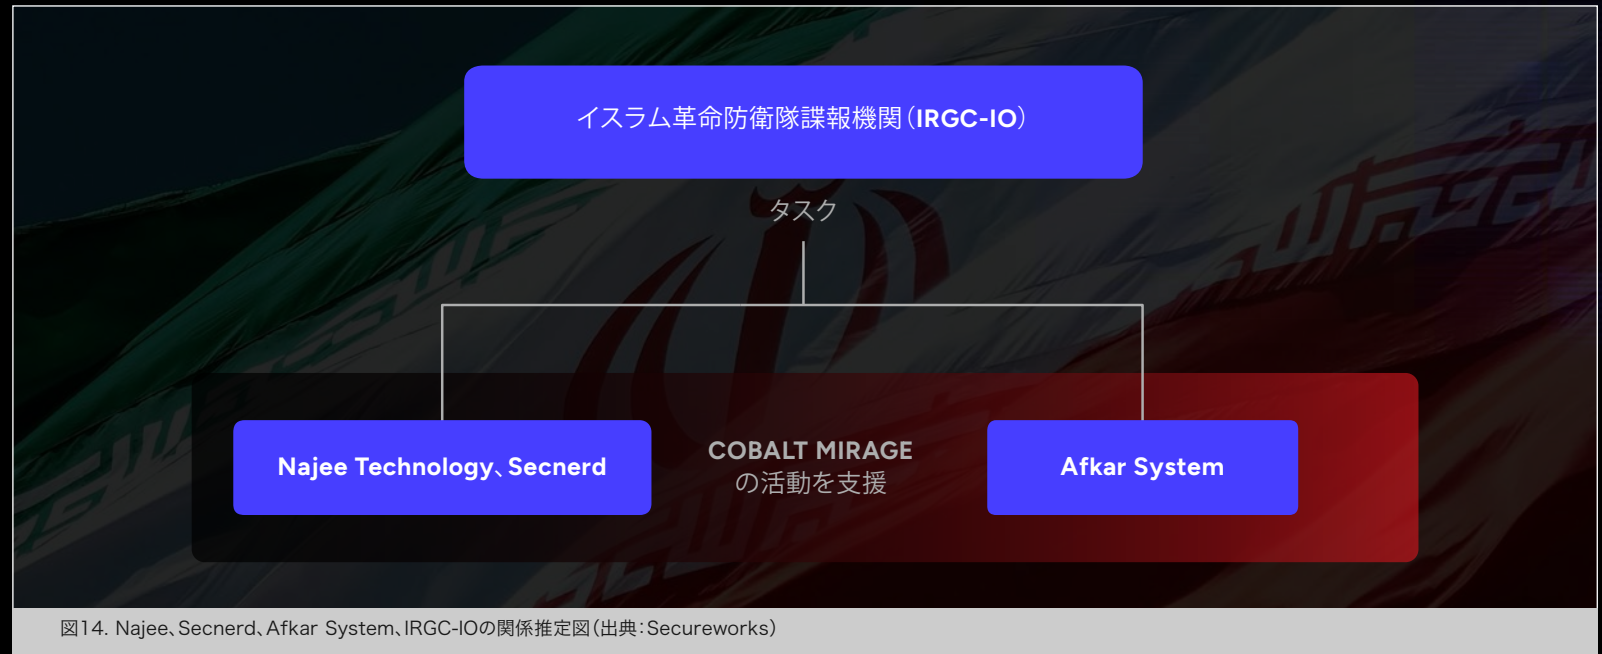 イスラム革命防衛隊諜報機関（IRGC-IO）
タスク
Najee Technology、Secnerd
COBALT MIRAGE
の活動を支援
Afkar System
図14. Najee、Secnerd、Afkar System、IRGC-IOの関係推定図（出典：Secureworks）